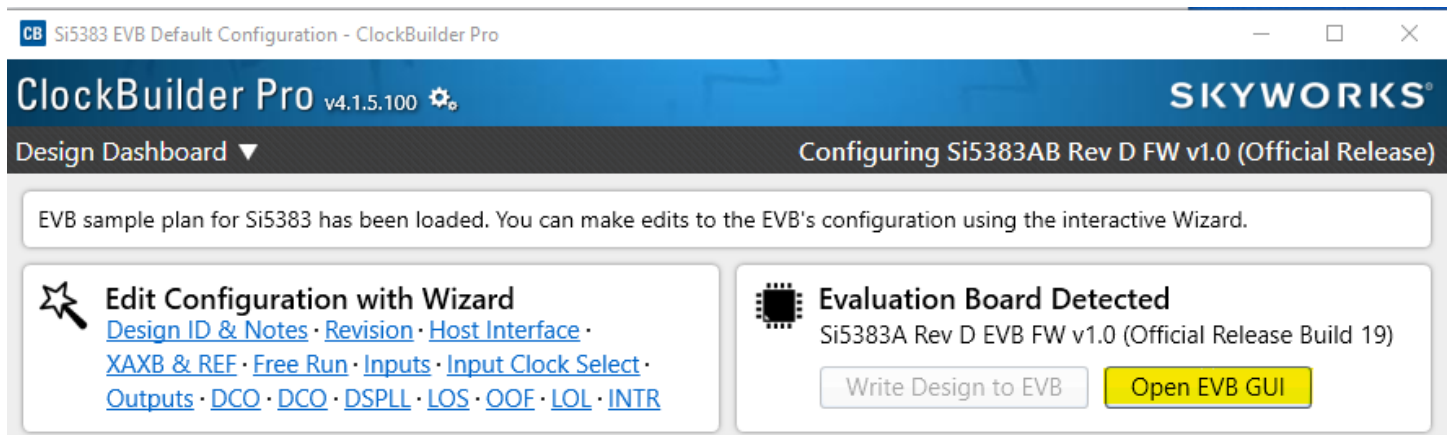 CB Si5383 EVB Default Configuration - ClockBuilder Pro
ClockBuilder Pro v4.1.5.100
SKYWORKS®
Design Dashboard ▼
Configuring Si5383AB Rev D FW v1.0 (Official Release)
EVB sample plan for Si5383 has been loaded. You can make edits to the EVB's configuration using the interactive Wizard.
Edit Configuration with Wizard
Design ID & Notes · Revision · Host Interface ·
XAXB & REF · Free Run · Inputs · Input Clock Select ·
Outputs · DCO · DCO · DSPLL · LOS · OOF · LOL · INTR
Evaluation Board Detected
Si5383A Rev D EVB FW v1.0 (Official Release Build 19)
Write Design to EVB
Open EVB GUI